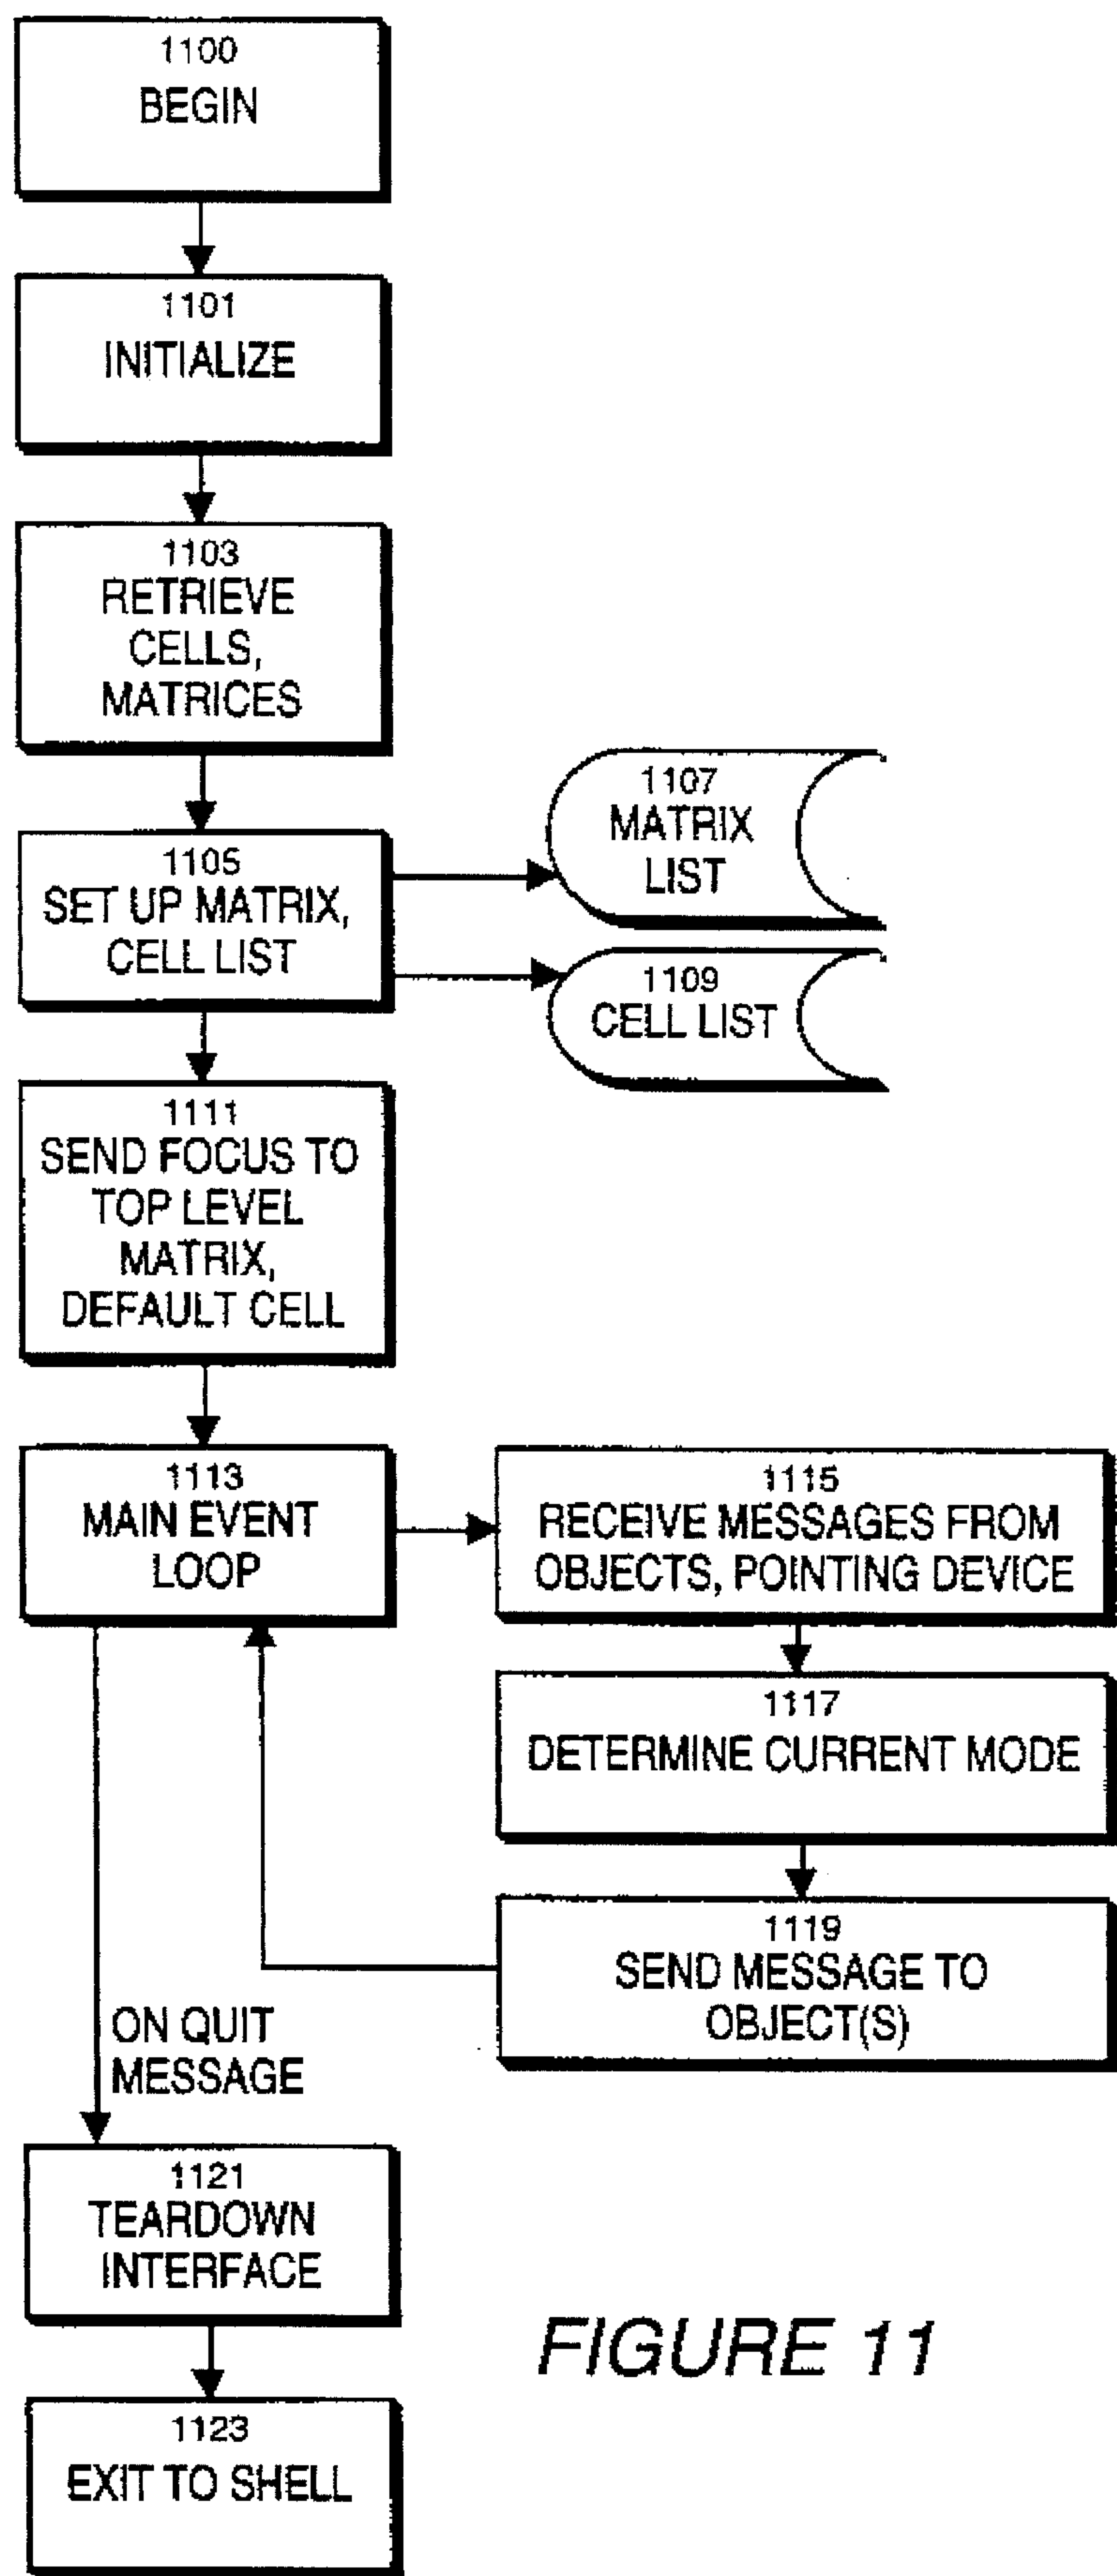 1100
BEGIN
1101
INITIALIZE
1103
RETRIEVE
CELLS,
MATRICES
1105
SET UP MATRIX,
CELL LIST
1107
MATRIX
LIST
1109
CELL LIST
1111
SEND FOCUS TO
TOP LEVEL
MATRIX,
DEFAULT CELL
1113
MAIN EVENT
LOOP
1115
RECEIVE MESSAGES FROM
OBJECTS, POINTING DEVICE
1117
DETERMINE CURRENT MODE
1119
SEND MESSAGE TO
OBJECT(S)
ON QUIT
MESSAGE
1121
TEARDOWN
INTERFACE
1123
EXIT TO SHELL
FIGURE 11